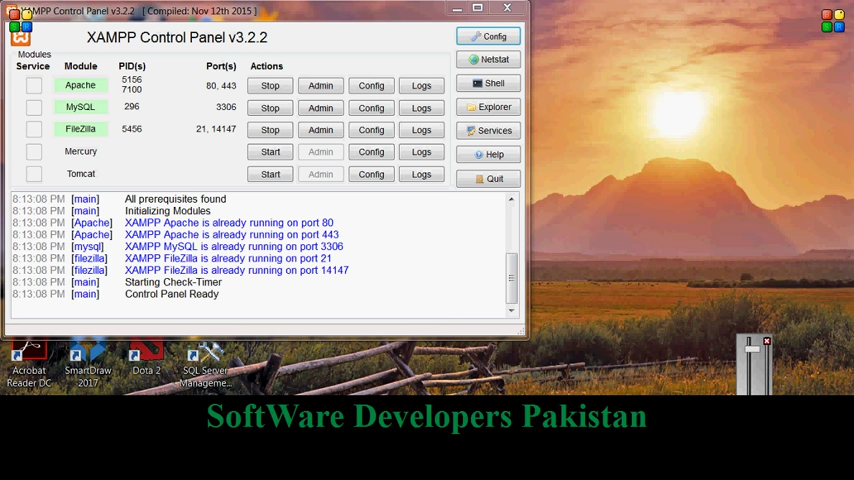 XAMPP Control Panel v3.2.2 [ Compiled: Nov 12th 2015 ]
XAMPP Control Panel v3.2.2
Config
Modules
Service Module PID(s) Port(s) Actions
Netstat
Apache 5156 7100 80, 443 Stop Admin Config Logs
Shell
MySQL 296 3306 Stop Admin Config Logs
Explorer
FileZilla 5456 21, 14147 Stop Admin Config Logs
Services
Mercury Start Admin Config Logs
Help
Tomcat Start Admin Config Logs
Quit
8:13:08 PM [main] All prerequisites found
8:13:08 PM [main] Initializing Modules
8:13:08 PM [Apache] XAMPP Apache is already running on port 80
8:13:08 PM [Apache] XAMPP Apache is already running on port 443
8:13:08 PM [mysql] XAMPP MySQL is already running on port 3306
8:13:08 PM [filezilla] XAMPP FileZilla is already running on port 21
8:13:08 PM [filezilla] XAMPP FileZilla is already running on port 14147
8:13:08 PM [main] Starting Check-Timer
8:13:08 PM [main] Control Panel Ready
Acrobat Reader DC
SmartDraw 2017
Dota 2
SQL Server Manageme...
SoftWare Developers Pakistan